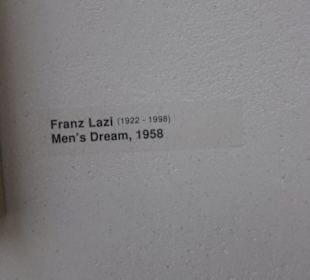 Franz Lazi (1922 - 1998)
Men's Dream, 1958